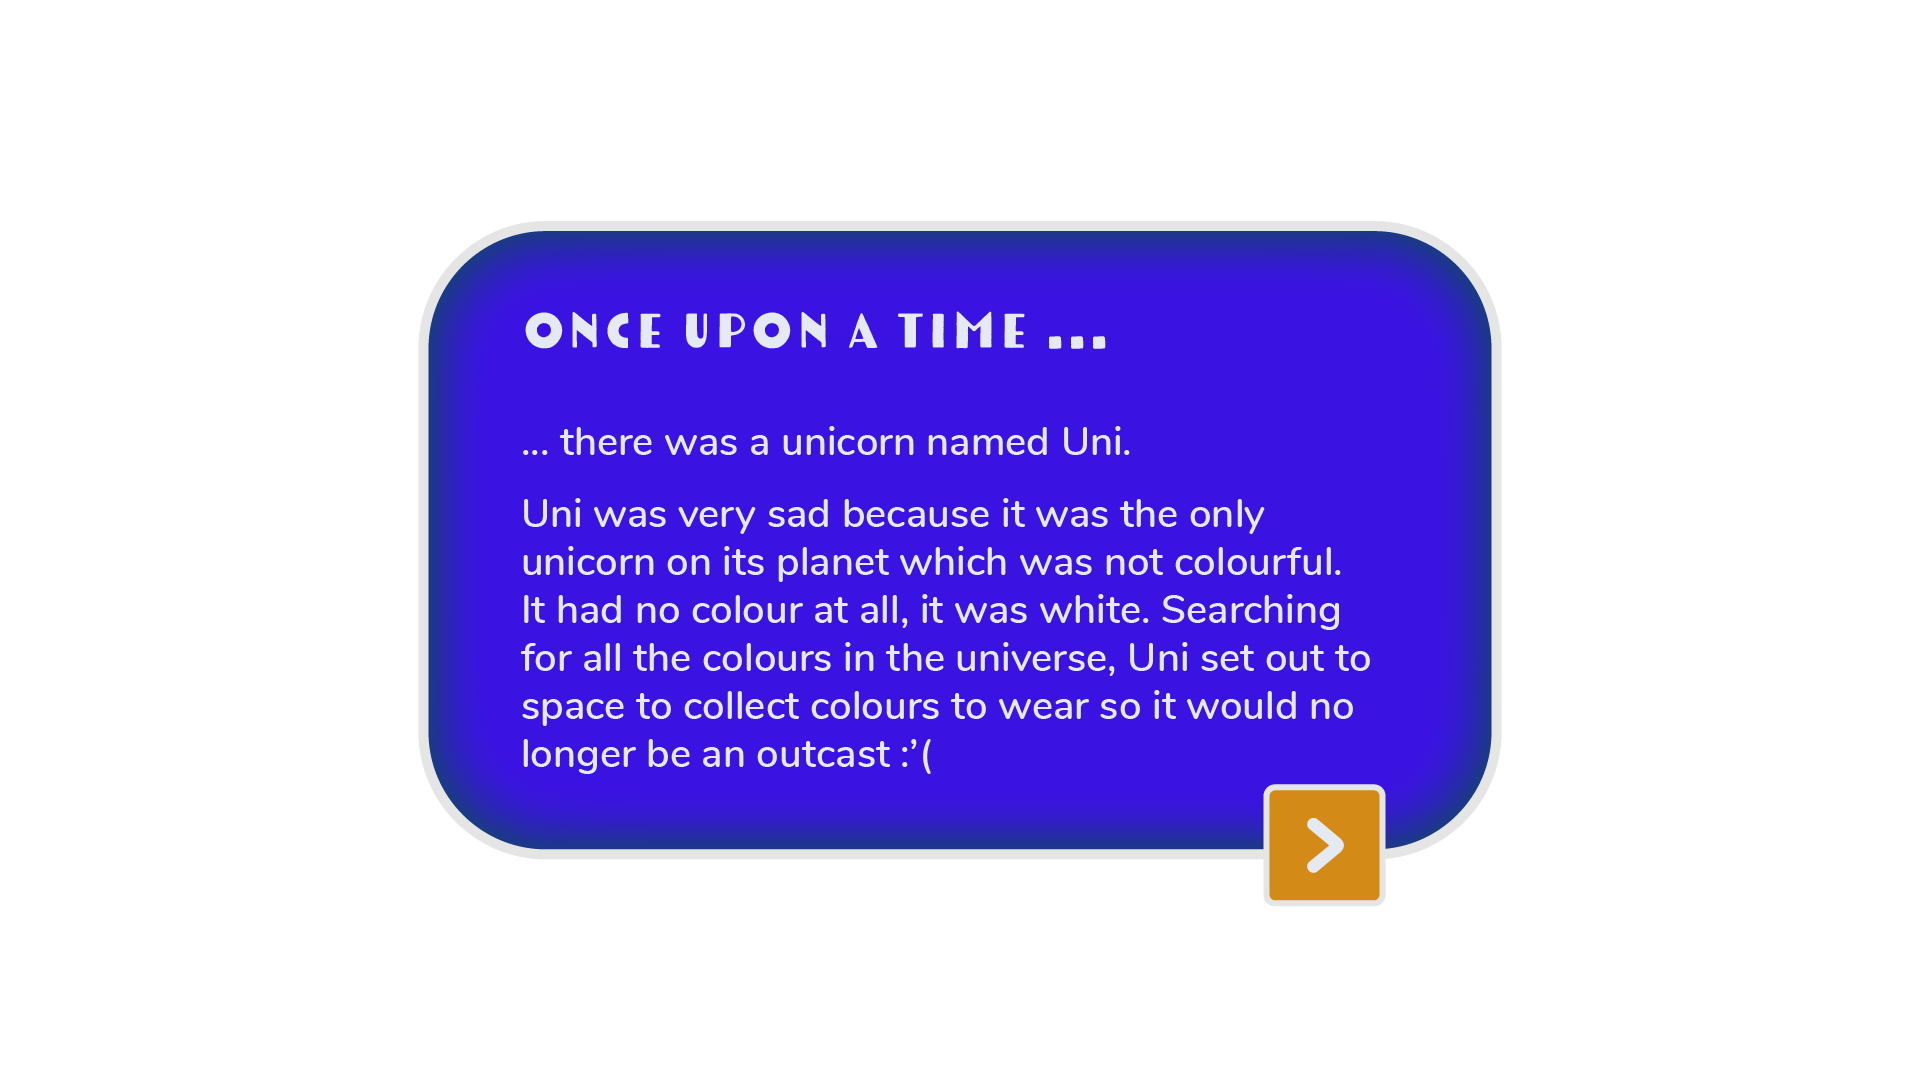 ONCE UPON A TIME ...
... there was a unicorn named Uni.
Uni was very sad because it was the only
unicorn on its planet which was not colourful.
It had no colour at all, it was white. Searching
for all the colours in the universe, Uni set out to
space to collect colours to wear so it would no
longer be an outcast :’(